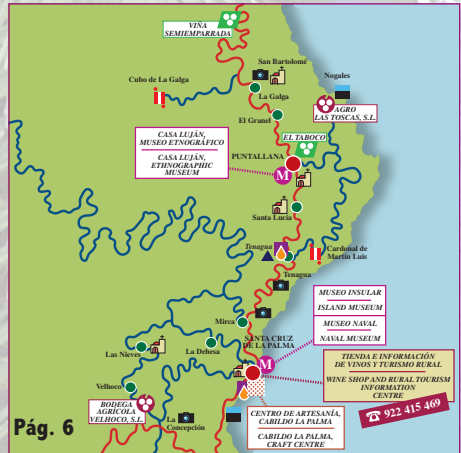 VIÑA
SEMIEMPARRADA
San Bartolomé
Cubo de La Galga
La Galga
Nogales
El Granel
AGRO
LAS TOSCAS, S.L.
EL TABOCO
CASA LUJÁN,
MUSEO ETNOGRÁFICO
CASA LUJÁN,
ETHNOGRAPHIC
MUSEUM
PUNTALLANA
M
Santa Lucía
Tenagua
Cardonal de
Martín Luis
Tenagua
MUSEO INSULAR
ISLAND MUSEUM
MUSEO NAVAL
NAVAL MUSEUM
Mirca
SANTA CRUZ
DE LA PALMA
Las Nieves
La Dehesa
M
TIENDA E INFORMACIÓN
DE VINOS Y TURISMO RURAL
WINE SHOP AND RURAL TOURISM
INFORMATION
CENTRE
922 415 469
Velhoco
BODEGA
AGRÍCOLA
VELHOCO, S.L.
La
Concepción
CENTRO DE ARTESANÍA,
CABILDO LA PALMA
CABILDO LA PALMA,
CRAFT CENTRE
Pág. 6